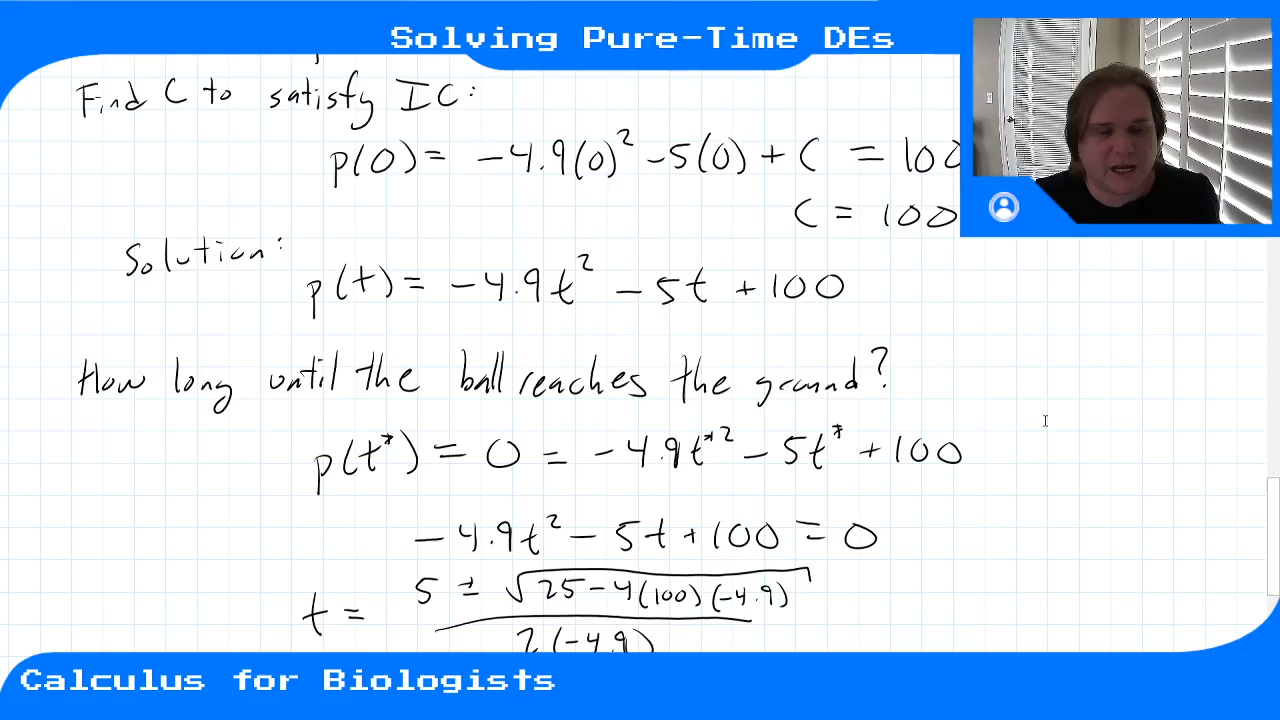 Solving Pure-Time DEs
Find C to satisfy IC:
p(0) = -4.9(0)² - 5(0) + C = 100
C = 100
Solution:
p(t) = -4.9t² - 5t + 100
How long until the ball reaches the ground?
p(t*) = 0 = -4.9t*² - 5t* + 100
-4.9t² - 5t + 100 = 0
t = 5 ± √25 - 4(100)(-4.9)
2(-4.9)
Calculus for Biologists